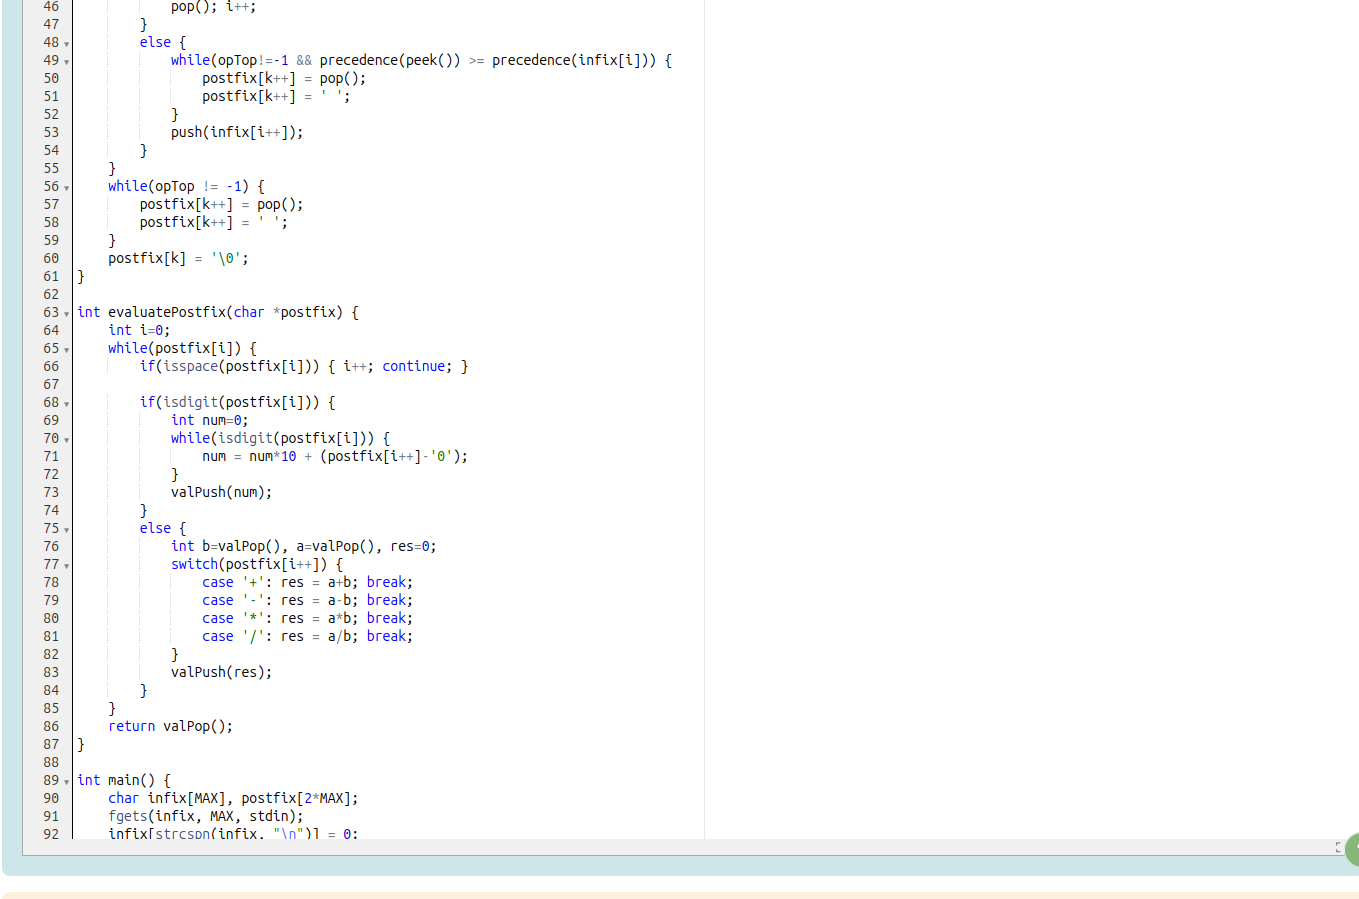 46 pop(); i++;
47 }
48 else {
49 while(opTop!=-1 && precedence(peek()) >= precedence(infix[i])) {
50 postfix[k++] = pop();
51 postfix[k++] = ' ';
52 }
53 push(infix[i++]);
54 }
55 }
56 while(opTop != -1) {
57 postfix[k++] = pop();
58 postfix[k++] = ' ';
59 }
60 postfix[k] = '\0';
61 }
62
63 int evaluatePostfix(char *postfix) {
64 int i=0;
65 while(postfix[i]) {
66 if(isspace(postfix[i])) { i++; continue; }
67
68 if(isdigit(postfix[i])) {
69 int num=0;
70 while(isdigit(postfix[i])) {
71 num = num*10 + (postfix[i++]-'0');
72 }
73 valPush(num);
74 }
75 else {
76 int b=valPop(), a=valPop(), res=0;
77 switch(postfix[i++]) {
78 case '+': res = a+b; break;
79 case '-': res = a-b; break;
80 case '*': res = a*b; break;
81 case '/': res = a/b; break;
82 }
83 valPush(res);
84 }
85 }
86 return valPop();
87 }
88
89 int main() {
90 char infix[MAX], postfix[2*MAX];
91 fgets(infix, MAX, stdin);
92 infix[strcspn(infix, "\n")] = 0;